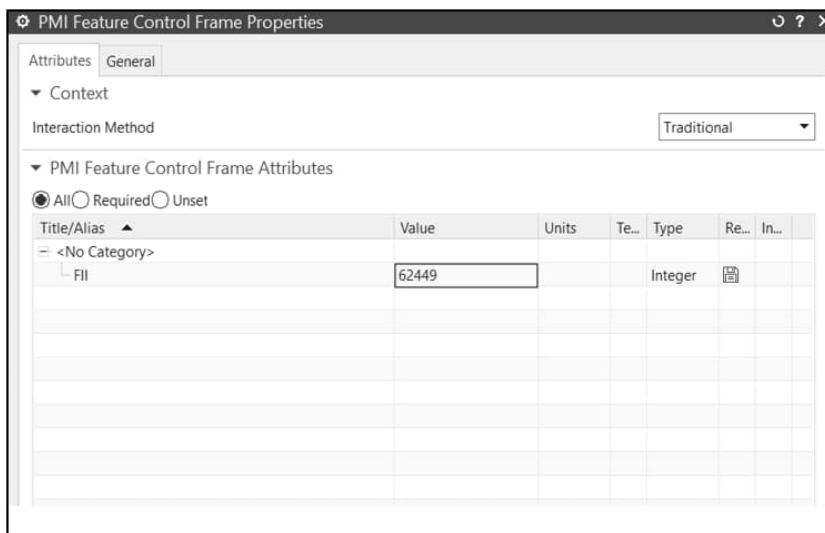 PMI Feature Control Frame Properties
Attributes General
Context
Interaction Method Traditional
PMI Feature Control Frame Attributes
All Required Unset
Title/Alias Value Units Te... Type Re... In...
<No Category>
FII 62449 Integer